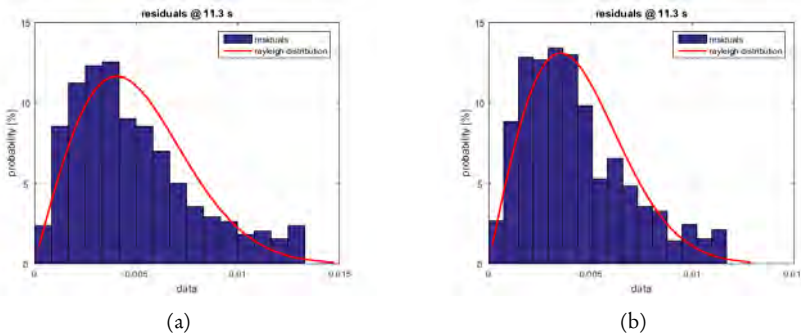 residuals @ 11.3 s
15
10
5
0
probability [%]
residuals
rayleigh distribution
0
0.005
0.01
0.015
data
(a)
residuals @ 11.3 s
15
10
5
0
probability [%]
residuals
rayleigh distribution
0
0.005
0.01
data
(b)